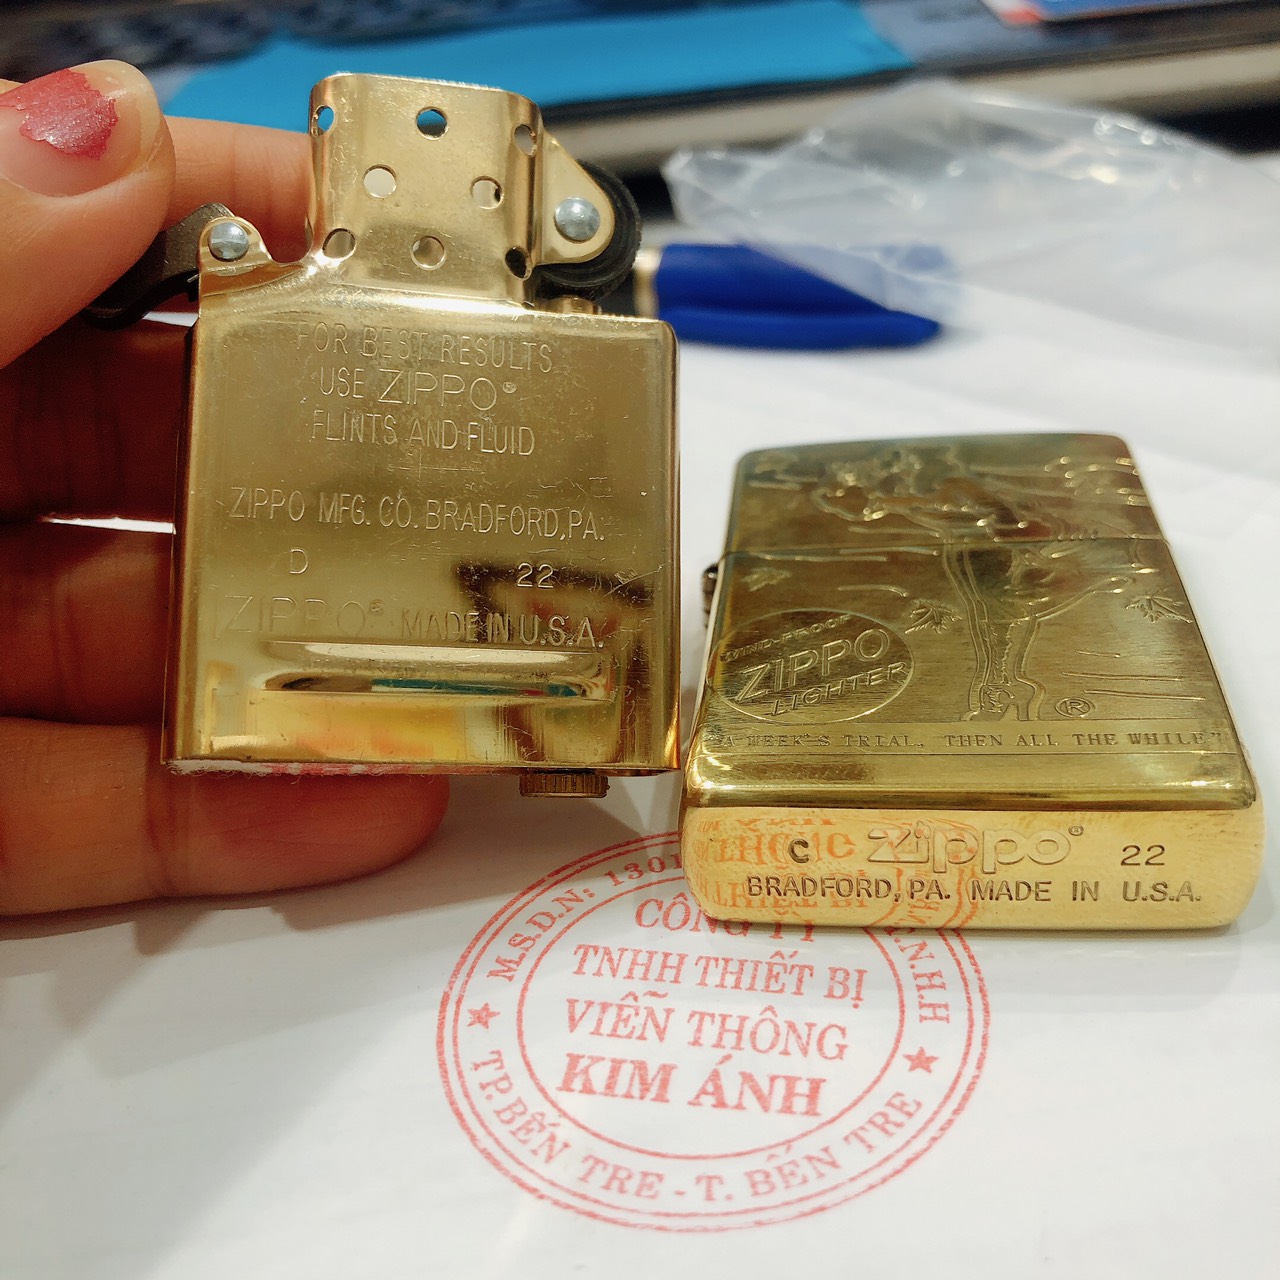 FOR BEST RESULTS
USE ZIPPO®
FLINTS AND FLUID
ZIPPO MFG. CO. BRADFORD, PA.
D 22
ZIPPO® MADE IN U.S.A.
WIND-PROOF
ZIPPO
LIGHTER
®
"A WEEK'S TRIAL, THEN ALL THE WHILE"
C Zippo® 22
BRADFORD, PA. MADE IN U.S.A.
M.S.D.N: 1301
T.N.H.H
CÔNG TY
TNHH THIẾT BỊ
VIỄN THÔNG
KIM ÁNH
★ TP. BẾN TRE - T. BẾN TRE ★